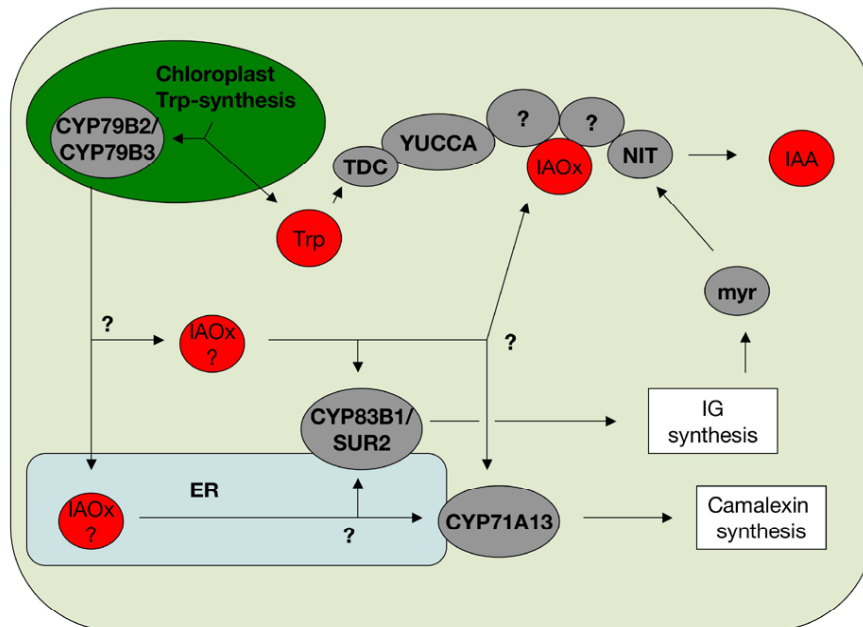 Chloroplast
Trp-synthesis
CYP79B2/
CYP79B3
TDC
YUCCA
?
?
IAOx
NIT
IAA
Trp
myr
?
IAOx
?
?
CYP83B1/
SUR2
IG
synthesis
ER
IAOx
?
?
CYP71A13
Camalexin
synthesis